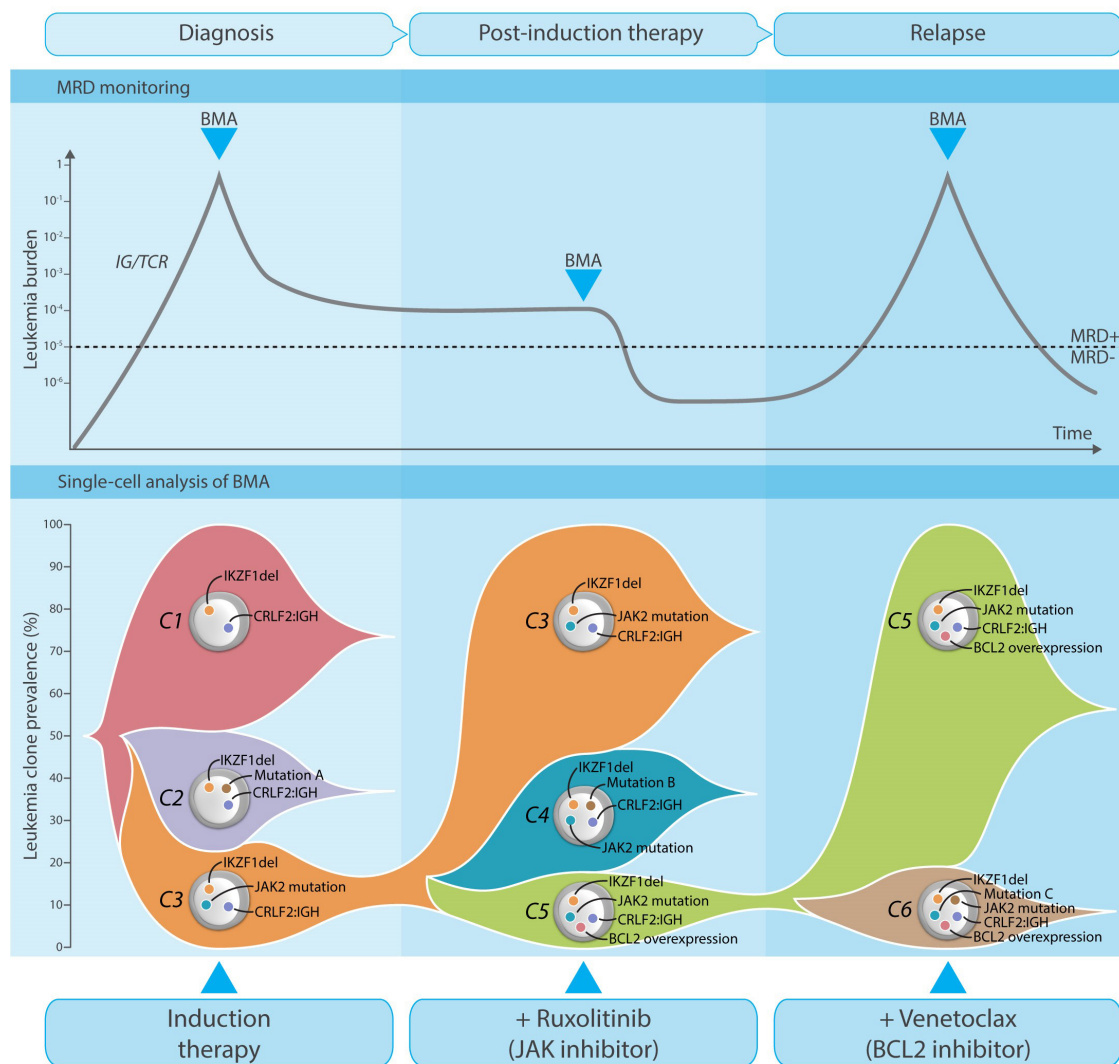 Diagnosis
Post-induction therapy
Relapse
MRD monitoring
BMA
BMA
BMA
Leukemia burden
1
10-1
10-2
10-3
10-4
10-5
10-6
IG/TCR
MRD+
MRD-
Time
Single-cell analysis of BMA
Leukemia clone prevalence (%)
100
90
80
70
60
50
40
30
20
10
0
C1
IKZF1del
CRLF2:IGH
C2
IKZF1del
Mutation A
CRLF2:IGH
C3
IKZF1del
JAK2 mutation
CRLF2:IGH
C3
IKZF1del
JAK2 mutation
CRLF2:IGH
C4
IKZF1del
Mutation B
CRLF2:IGH
JAK2 mutation
C5
IKZF1del
JAK2 mutation
CRLF2:IGH
BCL2 overexpression
C5
IKZF1del
JAK2 mutation
CRLF2:IGH
BCL2 overexpression
C6
IKZF1del
Mutation C
JAK2 mutation
CRLF2:IGH
BCL2 overexpression
Induction
therapy
+ Ruxolitinib
(JAK inhibitor)
+ Venetoclax
(BCL2 inhibitor)